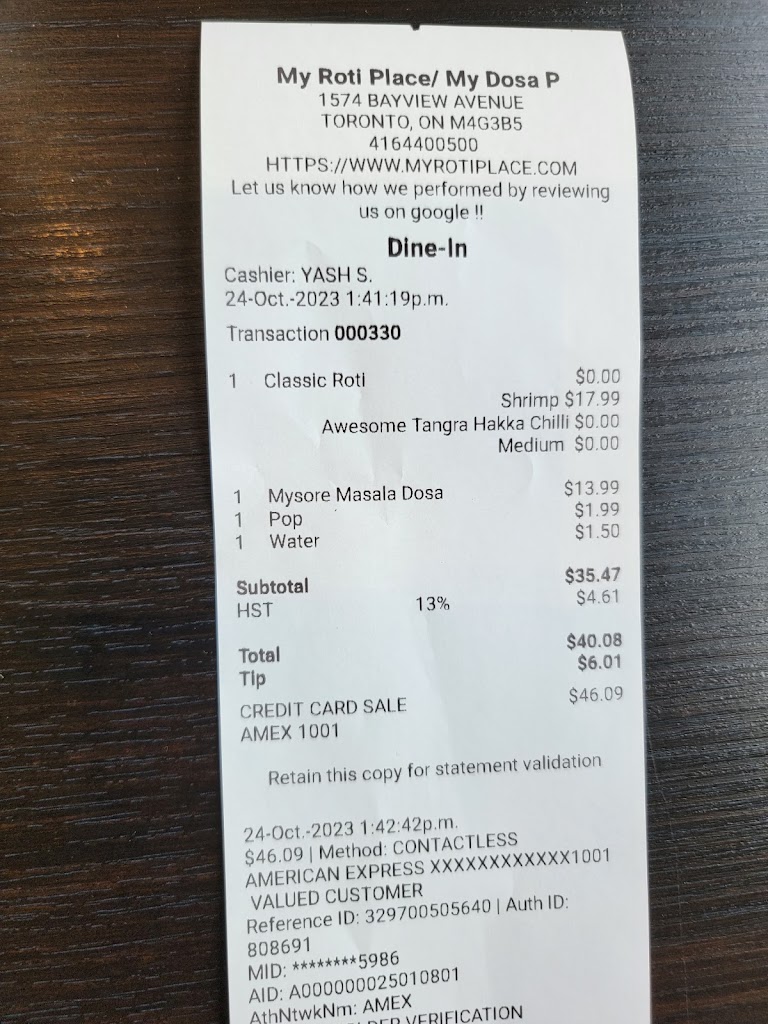 My Roti Place/ My Dosa P
1574 BAYVIEW AVENUE
TORONTO, ON M4G3B5
4164400500
HTTPS://WWW.MYROTIPLACE.COM
Let us know how we performed by reviewing
us on google !!
Dine-In
Cashier: YASH S.
24-Oct.-2023 1:41:19p.m.
Transaction 000330
1 Classic Roti $0.00
Shrimp $17.99
Awesome Tangra Hakka Chilli $0.00
Medium $0.00
1 Mysore Masala Dosa $13.99
1 Pop $1.99
1 Water $1.50
Subtotal $35.47
HST 13% $4.61
Total $40.08
Tip $6.01
CREDIT CARD SALE $46.09
AMEX 1001
Retain this copy for statement validation
24-Oct.-2023 1:42:42p.m.
$46.09 | Method: CONTACTLESS
AMERICAN EXPRESS XXXXXXXXXXXX1001
VALUED CUSTOMER
Reference ID: 329700505640 | Auth ID:
808691
MID: ********5986
AID: A000000025010801
AthNtwkNm: AMEX
VERIFICATION